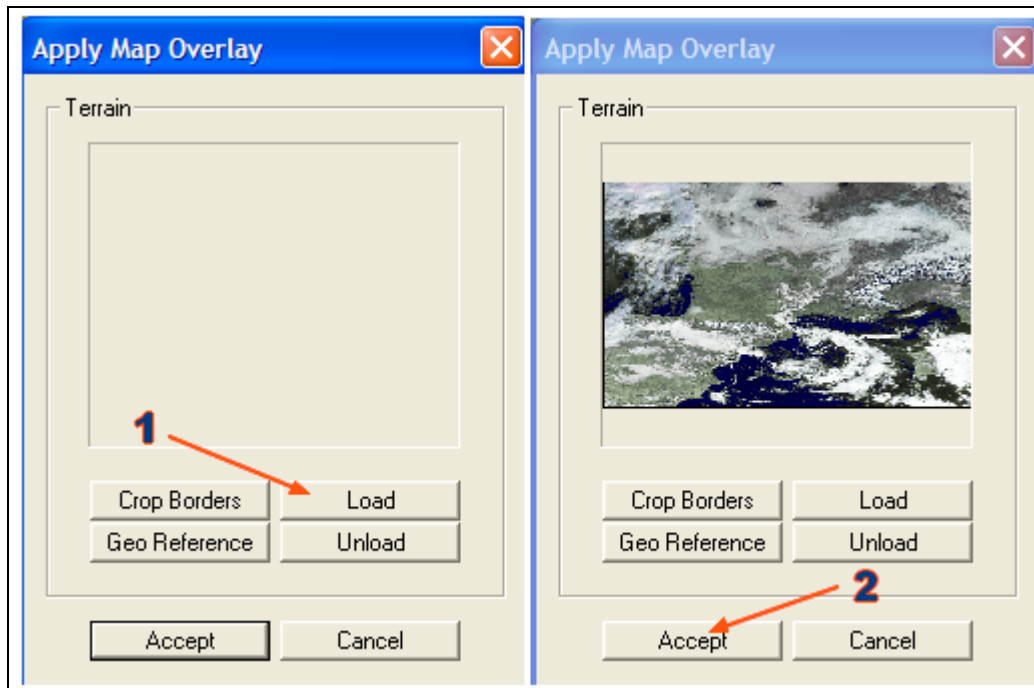 Apply Map Overlay
Terrain
1
Crop Borders
Load
Geo Reference
Unload
Accept
Cancel
Apply Map Overlay
Terrain
Crop Borders
Load
Geo Reference
Unload
2
Accept
Cancel